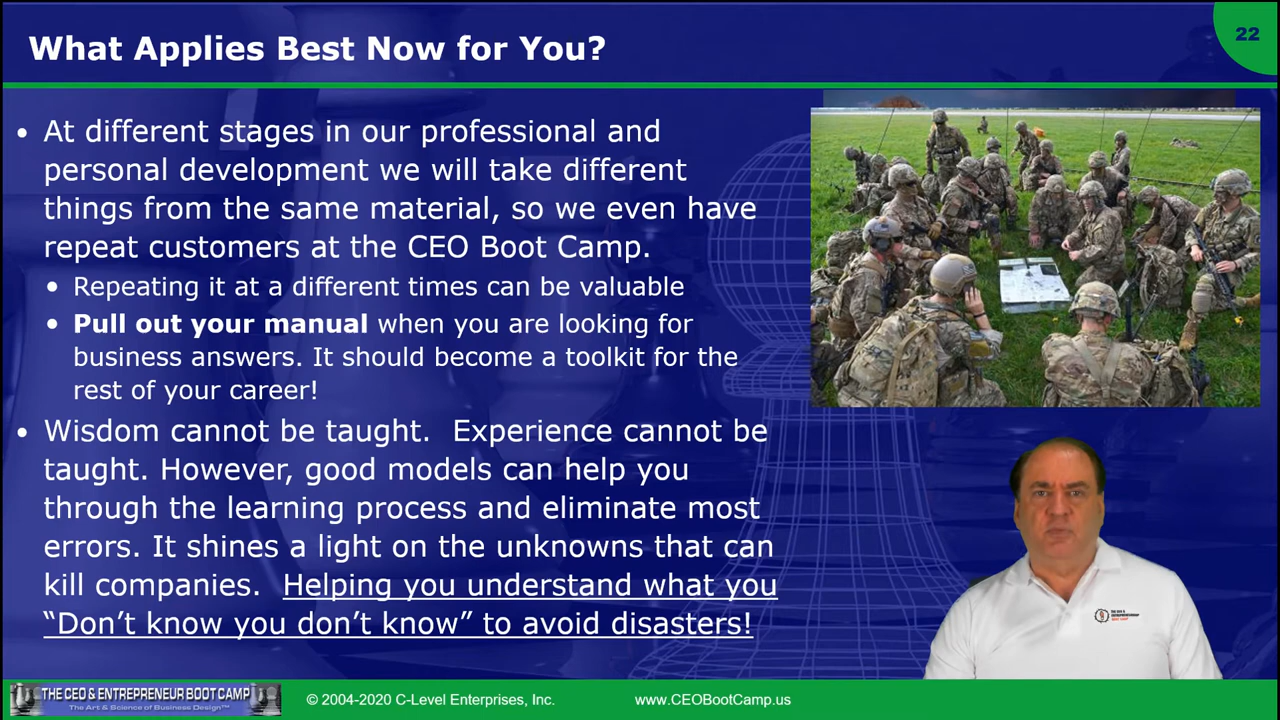 What Applies Best Now for You?
22
• At different stages in our professional and
personal development we will take different
things from the same material, so we even have
repeat customers at the CEO Boot Camp.
• Repeating it at a different times can be valuable
• Pull out your manual when you are looking for
business answers. It should become a toolkit for the
rest of your career!
• Wisdom cannot be taught.  Experience cannot be
taught. However, good models can help you
through the learning process and eliminate most
errors. It shines a light on the unknowns that can
kill companies.  Helping you understand what you
“Don’t know you don’t know” to avoid disasters!
THE CEO & ENTREPRENEUR BOOT CAMP
The Art & Science of Business Design™
© 2004-2020 C-Level Enterprises, Inc.
www.CEOBootCamp.us